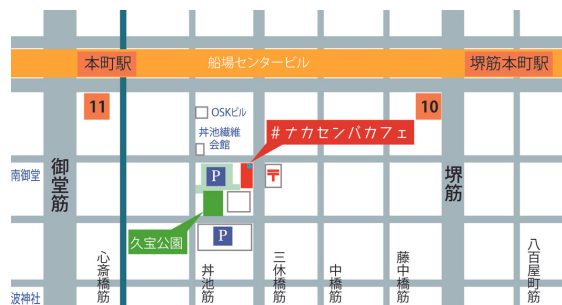 本町駅
船場センタービル
堺筋本町駅
11
OSKビル
10
丼池繊維
会館
#ナカセンバカフェ
南御堂
P
〒
御堂筋
堺筋
久宝公園
P
波神社
心斎橋筋
丼池筋
三休橋筋
中橋筋
藤中橋筋
八百屋町筋